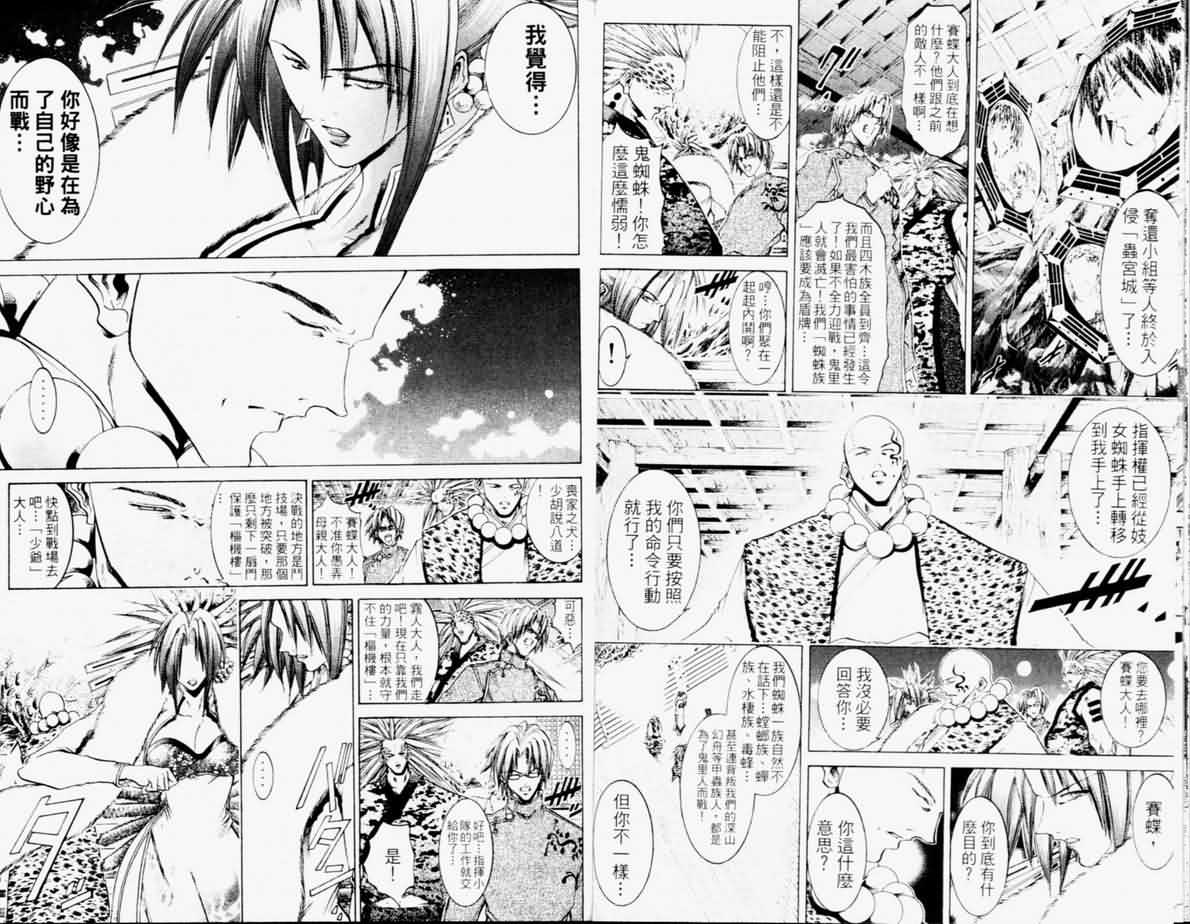 奪還小組等人終於入
侵「蟲宮城」了…
賽蝶大人到底在想
什麼？他們跟之前
的敵人不一樣啊…
而且四木族全員到齊…這令
我們最害怕的事情已經發生
了！如果不全力迎戰，鬼里
人就會滅亡！我們「蜘蛛族
」應該要成為盾牌…
不，這樣還是不
能阻止他們…
鬼蜘蛛！你怎
麼這麼懦弱！
哼…你們聚在一
起起內鬨啊？
！
指揮權已經從妓
女蜘蛛手上轉移
到我手上了…
你們只要按照
我的命令行動
就行了…
您要去哪裡？
賽蝶大人！
我沒必要
回答你…
賽蝶，
你到底有什
麼目的？
你這什麼
意思？
我們蜘蛛一族自然不
在話下…螳螂族、蟬
族、水棲族、毒蜂…
甚至連背叛我們的深山
幻舟等甲蟲族人，都是
為了鬼里人而戰！
但你不一樣…
我覺得…
你好像是在為
了自己的野心
而戰…
……
喪家之犬…
少胡說八道
！
賽蝶大人！
不准你愚弄
母親大人！
決戰的地方是鬥
技場，只要那個
地方被突破，那
麼只剩下一扇門
保護「樞機樓」
…
快點到戰場去
吧…「少爺」
大人…
可惡…
霧人大人，我們走
吧！現在只靠我們
的力量，根本就守
不住「樞機樓」…
…
…
好吧…指揮小
隊的工作就交
給你了…
是！